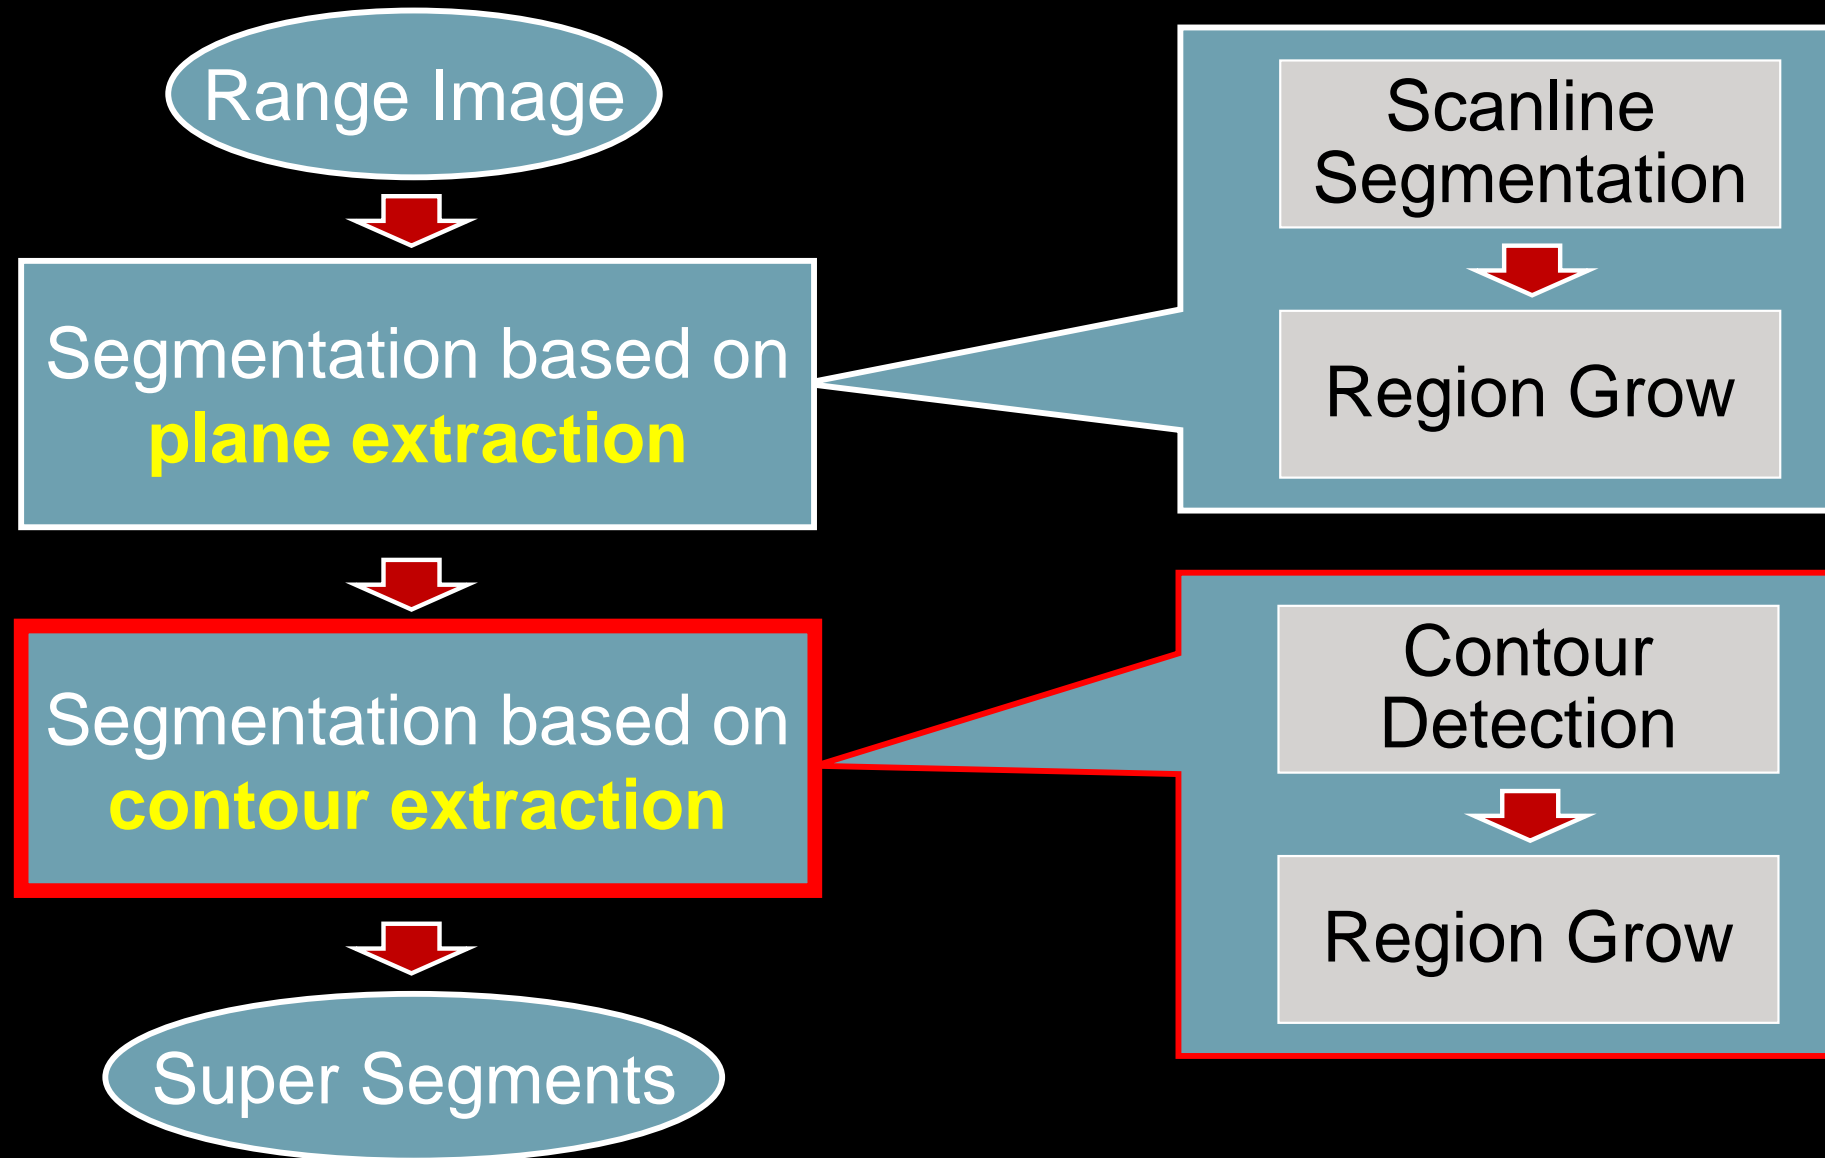 Range Image
Segmentation based on
plane extraction
Scanline
Segmentation
Region Grow
Segmentation based on
contour extraction
Contour
Detection
Region Grow
Super Segments